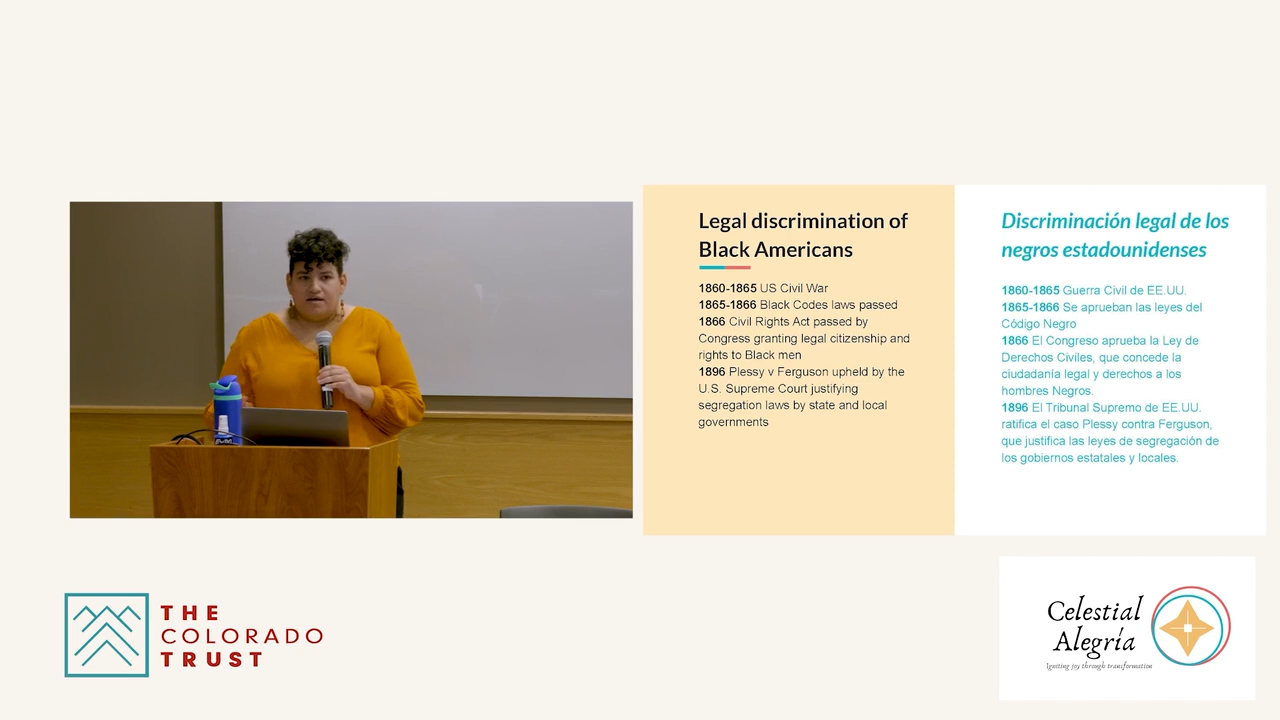 Legal discrimination of
Black Americans
1860-1865 US Civil War
1865-1866 Black Codes laws passed
1866 Civil Rights Act passed by
Congress granting legal citizenship and
rights to Black men
1896 Plessy v Ferguson upheld by the
U.S. Supreme Court justifying
segregation laws by state and local
governments
Discriminación legal de los
negros estadounidenses
1860-1865 Guerra Civil de EE.UU.
1865-1866 Se aprueban las leyes del
Código Negro
1866 El Congreso aprueba la Ley de
Derechos Civiles, que concede la
ciudadanía legal y derechos a los
hombres Negros.
1896 El Tribunal Supremo de EE.UU.
ratifica el caso Plessy contra Ferguson,
que justifica las leyes de segregación de
los gobiernos estatales y locales.
THE
COLORADO
TRUST
Celestial
Alegría
Igniting joy through transformation